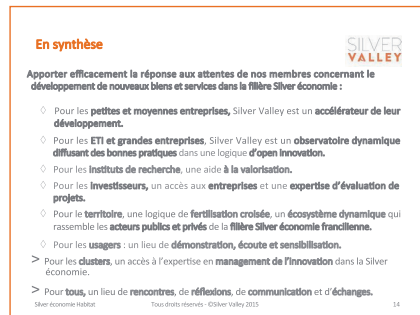 En synthèse
SILVER
VALLEY
Apporter efficacement la réponse aux attentes de nos membres concernant le
développement de nouveaux biens et services dans la filière Silver économie :
◊ Pour les petites et moyennes entreprises, Silver Valley est un accélérateur de leur
développement.
◊ Pour les ETI et grandes entreprises, Silver Valley est un observatoire dynamique
diffusant des bonnes pratiques dans une logique d'open innovation.
◊ Pour les instituts de recherche, une aide à la valorisation.
◊ Pour les investisseurs, un accès aux entreprises et une expertise d'évaluation de
projets.
◊ Pour le territoire, une logique de fertilisation croisée, un écosystème dynamique qui
rassemble les acteurs publics et privés de la filière Silver économie francilienne.
◊ Pour les usagers : un lieu de démonstration, écoute et sensibilisation.
> Pour les clusters, un accès à l'expertise en management de l'innovation dans la Silver
économie.
> Pour tous, un lieu de rencontres, de réflexions, de communication et d'échanges.
Silver économie Habitat
Tous droits réservés - ©Silver Valley 2015
14